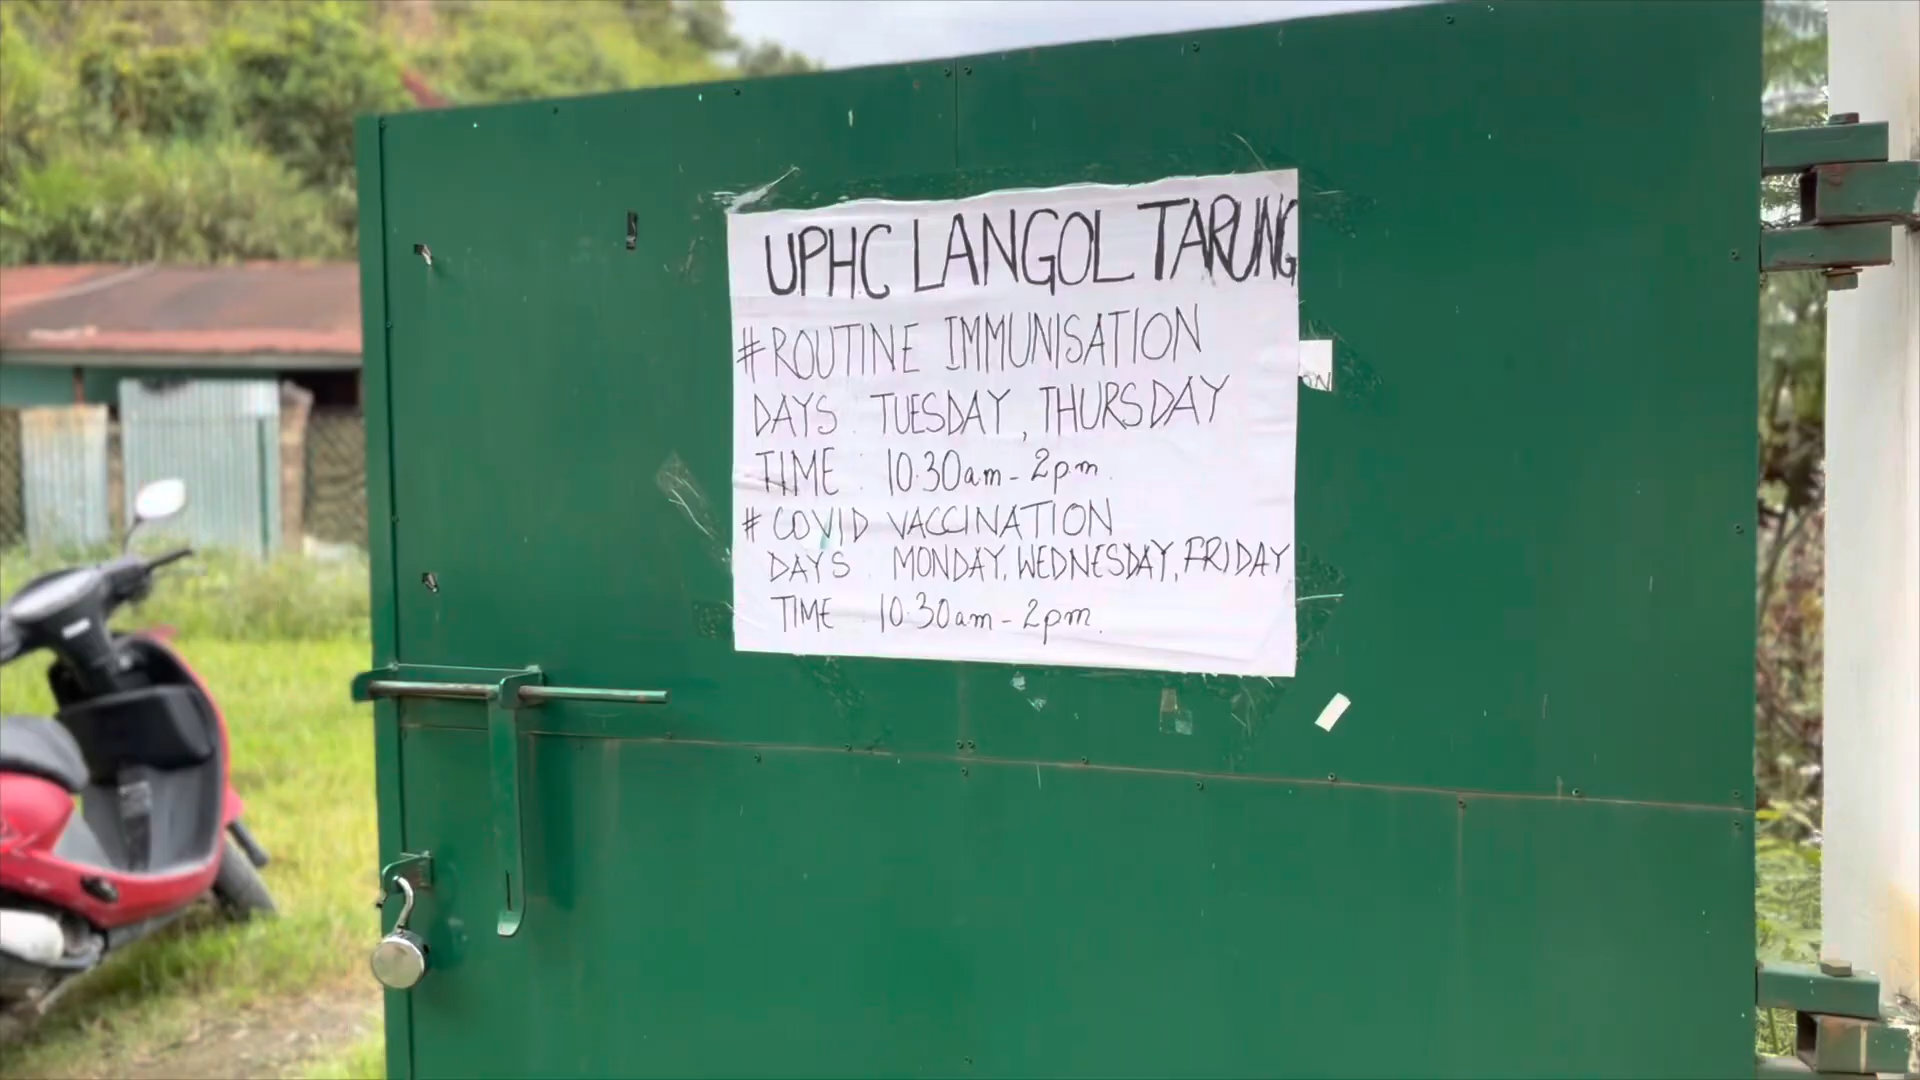 UPHC LANGOL TARUNG
#ROUTINE IMMUNISATION
DAYS : TUESDAY, THURSDAY
TIME : 10.30am - 2pm.
# COVID VACCINATION
DAYS : MONDAY, WEDNESDAY, FRIDAY
TIME : 10.30am - 2pm.
ON